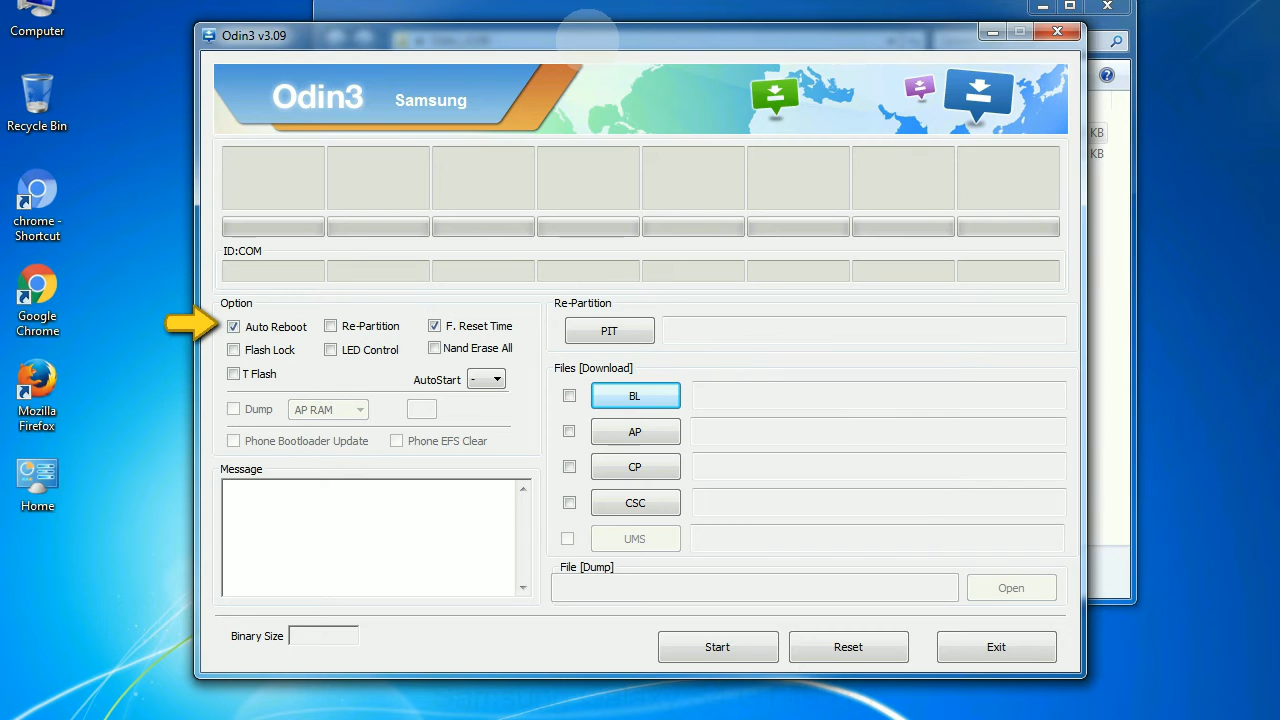 Computer
Recycle Bin
chrome -
Shortcut
Google
Chrome
Mozilla
Firefox
Home
Odin3 v3.09
Odin3
Samsung
KB
KB
ID:COM
Option
Auto Reboot
Re-Partition
F. Reset Time
Flash Lock
LED Control
Nand Erase All
T Flash
AutoStart
-
Dump
AP RAM
Phone Bootloader Update
Phone EFS Clear
Message
Re-Partition
PIT
Files [Download]
BL
AP
CP
CSC
UMS
File [Dump]
Open
Binary Size
Start
Reset
Exit